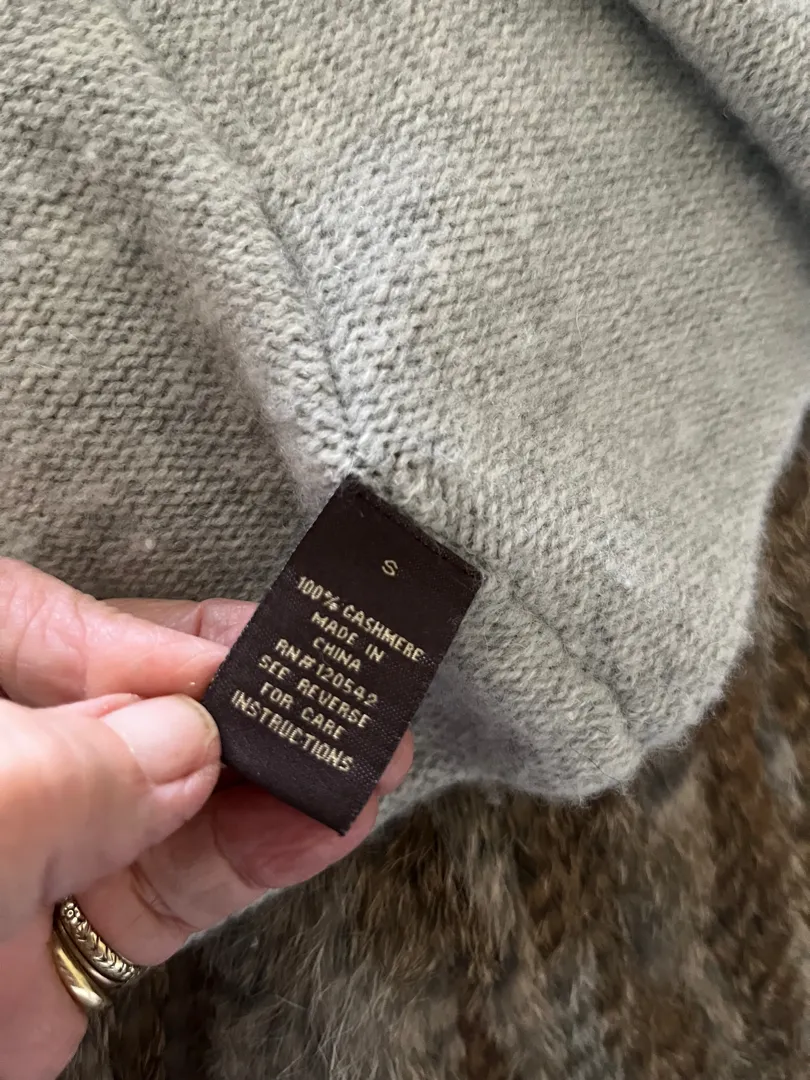 S
100% CASHMERE
MADE IN
CHINA
RN#120542
SEE REVERSE
FOR CARE
INSTRUCTIONS